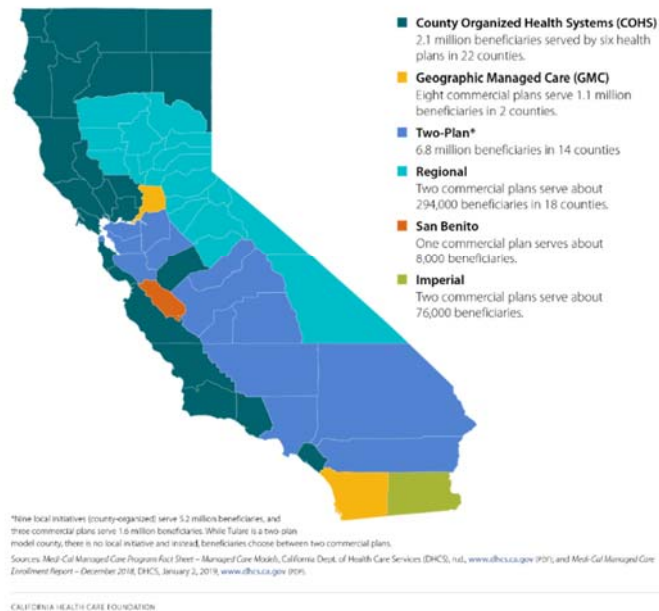 County Organized Health Systems (COHS)
2.1 million beneficiaries served by six health
plans in 22 counties.
Geographic Managed Care (GMC)
Eight commercial plans serve 1.1 million
beneficiaries in 2 counties.
Two-Plan*
6.8 million beneficiaries in 14 counties
Regional
Two commercial plans serve about
294,000 beneficiaries in 18 counties.
San Benito
One commercial plan serves about
8,000 beneficiaries.
Imperial
Two commercial plans serve about
76,000 beneficiaries.
*Nine local initiatives (county-organized) serve 5.2 million beneficiaries, and
three commercial plans serve 1.6 million beneficiaries. While Tulare is a two-plan
model county, there is no local initiative and instead, beneficiaries choose between two commercial plans.
Sources: Medi-Cal Managed Care Program Fact Sheet – Managed Care Models, California Dept. of Health Care Services (DHCS), n.d., www.dhcs.ca.gov (PDF); and Medi-Cal Managed Care
Enrollment Report – December 2018, DHCS, January 2, 2019, www.dhcs.ca.gov (PDF).
CALIFORNIA HEALTH CARE FOUNDATION